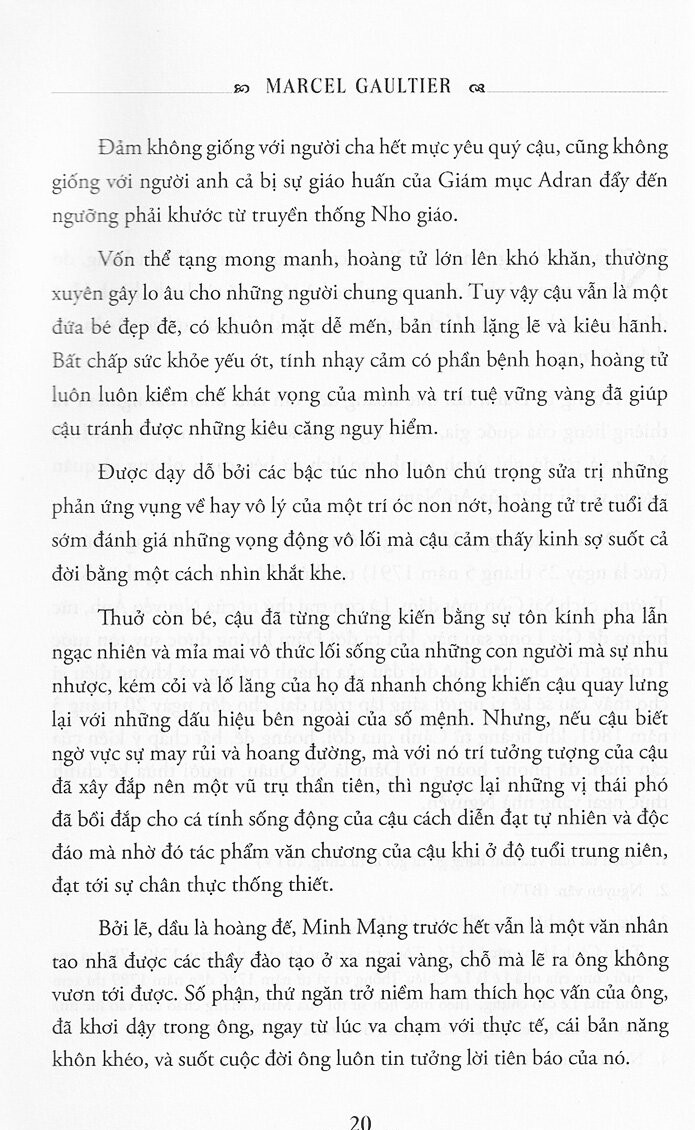 MARCEL GAULTIER
Đảm không giống với người cha hết mực yêu quý cậu, cũng không
giống với người anh cả bị sự giáo huấn của Giám mục Adran đẩy đến
ngưỡng phải khước từ truyền thống Nho giáo.
Vốn thể tạng mong manh, hoàng tử lớn lên khó khăn, thường
xuyên gây lo âu cho những người chung quanh. Tuy vậy cậu vẫn là một
đứa bé đẹp đẽ, có khuôn mặt dễ mến, bản tính lặng lẽ và kiêu hãnh.
Bất chấp sức khỏe yếu ớt, tính nhạy cảm có phần bệnh hoạn, hoàng tử
luôn luôn kiềm chế khát vọng của mình và trí tuệ vững vàng đã giúp
cậu tránh được những kiêu căng nguy hiểm.
Được dạy dỗ bởi các bậc túc nho luôn chú trọng sửa trị những
phản ứng vụng về hay vô lý của một trí óc non nớt, hoàng tử trẻ tuổi đã
sớm đánh giá những vọng động vô lối mà cậu cảm thấy kinh sợ suốt cả
đời bằng một cách nhìn khắt khe.
Thuở còn bé, cậu đã từng chứng kiến bằng sự tôn kính pha lẫn
ngạc nhiên và mỉa mai vô thức lối sống của những con người mà sự nhu
nhược, kém cỏi và lố lăng của họ đã nhanh chóng khiến cậu quay lưng
lại với những dấu hiệu bên ngoài của số mệnh. Nhưng, nếu cậu biết
ngờ vực sự may rủi và hoang đường, mà với nó trí tưởng tượng của cậu
đã xây đắp nên một vũ trụ thần tiên, thì ngược lại những vị thái phó
đã bồi đắp cho cá tính sống động của cậu cách diễn đạt tự nhiên và độc
đáo mà nhờ đó tác phẩm văn chương của cậu khi ở độ tuổi trung niên,
đạt tới sự chân thực thống thiết.
Bởi lẽ, dẫu là hoàng đế, Minh Mạng trước hết vẫn là một văn nhân
tao nhã được các thầy đào tạo ở xa ngai vàng, chỗ mà lẽ ra ông không
vươn tới được. Số phận, thứ ngăn trở niềm ham thích học vấn của ông,
đã khơi dậy trong ông, ngay từ lúc va chạm với thực tế, cái bản năng
khôn khéo, và suốt cuộc đời ông luôn tin tưởng lời tiên báo của nó.
20